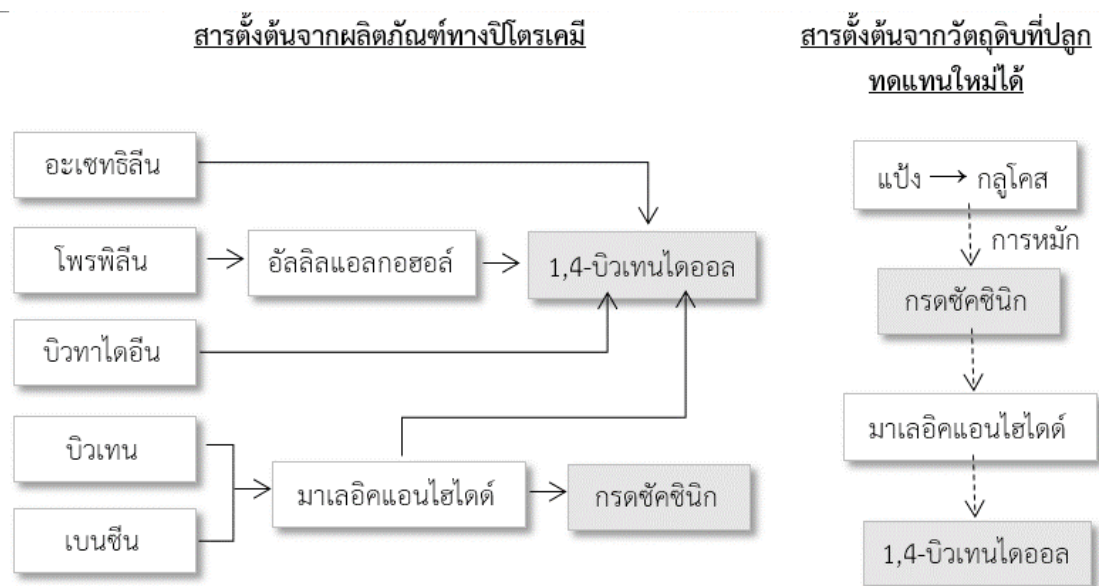 สารตั้งต้นจากผลิตภัณฑ์ทางปิโตรเคมี
อะเซทธิลีน
โพรพิลีน
อัลลิลแอลกอฮอล์
1,4-บิวเทนไดออล
บิวทาไดอีน
บิวเทน
เบนซีน
มาเลอิคแอนไฮไดด์
กรดซัคซินิก
สารตั้งต้นจากวัตถุดิบที่ปลูก
ทดแทนใหม่ได้
แป้ง → กลูโคส
การหมัก
กรดซัคซินิก
มาเลอิคแอนไฮไดด์
1,4-บิวเทนไดออล